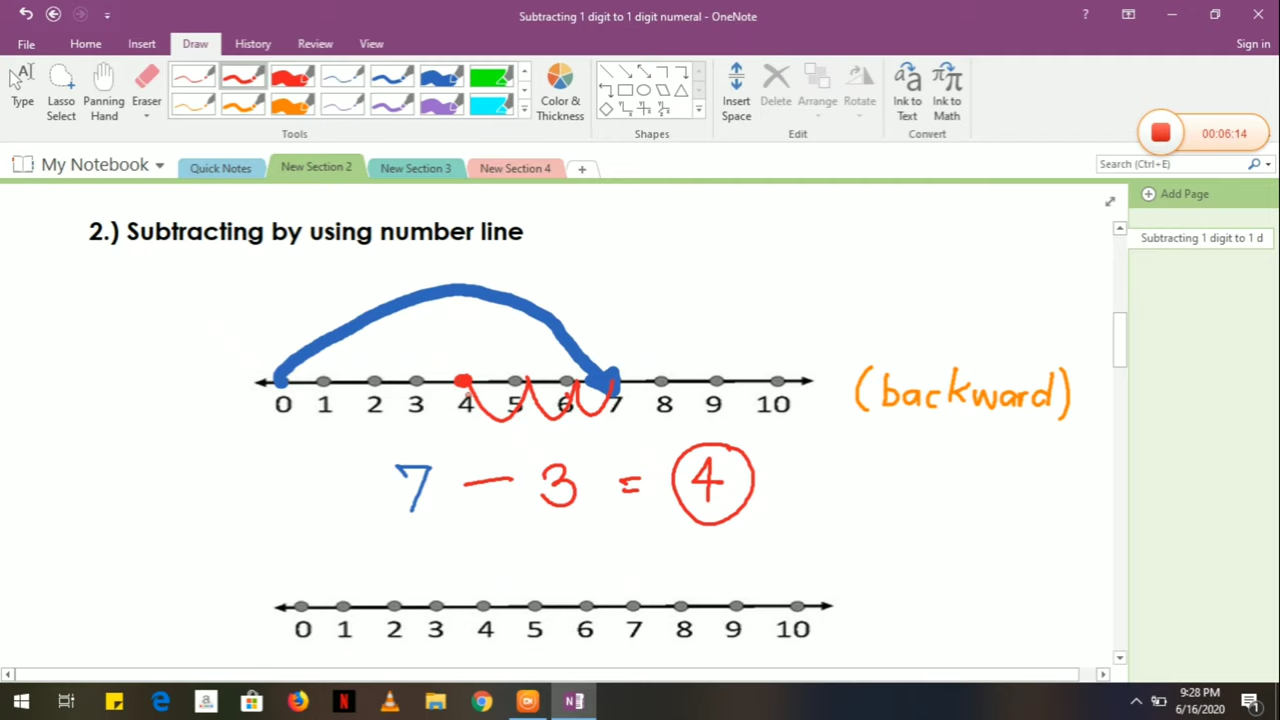 Subtracting 1 digit to 1 digit numeral - OneNote
File Home Insert Draw History Review View Sign in
Type Lasso Select Panning Hand Eraser Color & Thickness Insert Space Delete Arrange Rotate Ink to Text Ink to Math
Tools Shapes Edit Convert
00:06:14
My Notebook Quick Notes New Section 2 New Section 3 New Section 4 Search (Ctrl+E)
Add Page
Subtracting 1 digit to 1 d
2.) Subtracting by using number line
0 1 2 3 4 5 6 7 8 9 10
(backward)
7 - 3 = 4
0 1 2 3 4 5 6 7 8 9 10
9:28 PM
6/16/2020